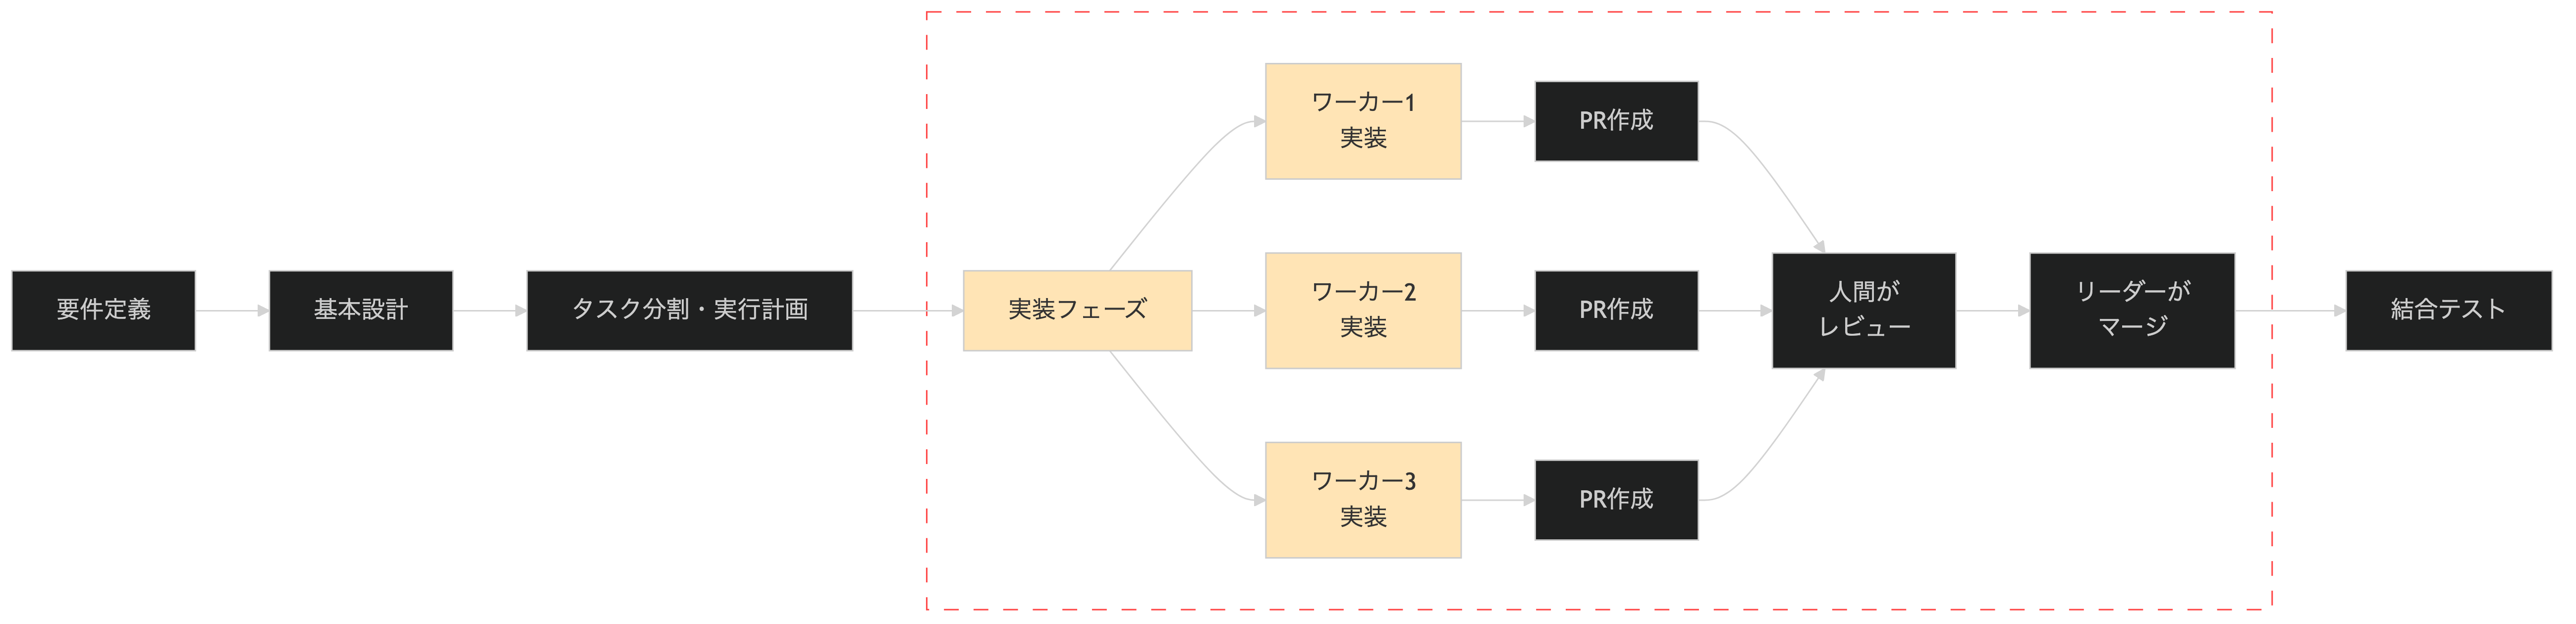 要件定義
基本設計
タスク分割・実行計画
実装フェーズ
ワーカー1
実装
PR作成
ワーカー2
実装
PR作成
ワーカー3
実装
PR作成
人間が
レビュー
リーダーが
マージ
結合テスト